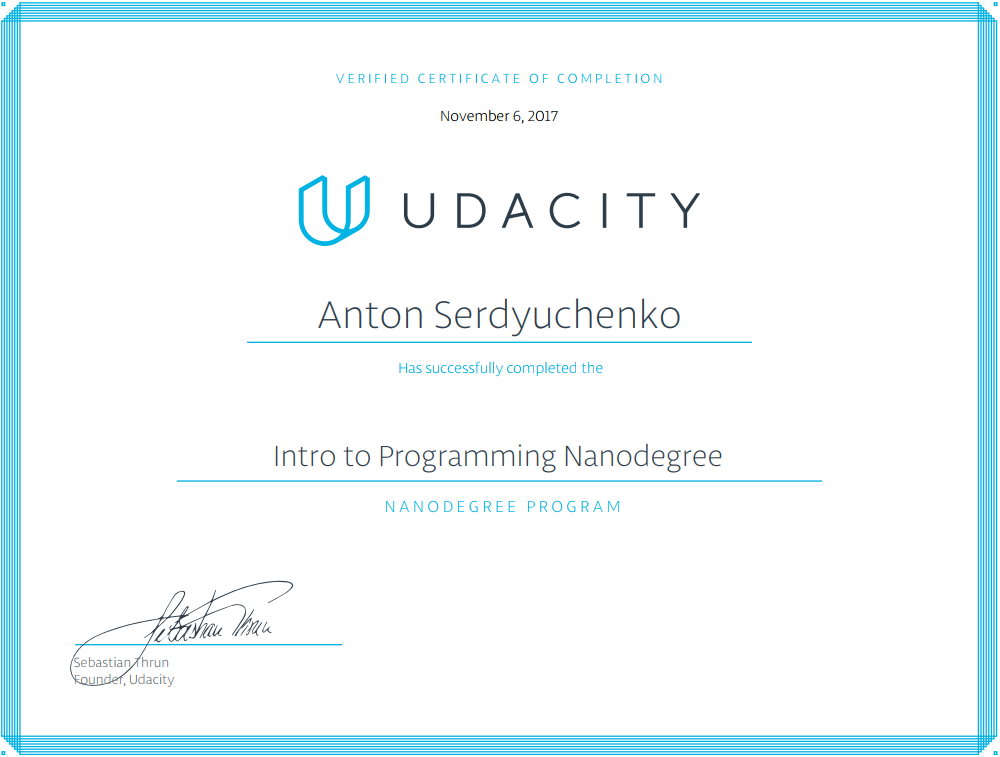 VERIFIED CERTIFICATE OF COMPLETION
November 6, 2017
UDACITY
Anton Serdyuchenko
Has successfully completed the
Intro to Programming Nanodegree
NANODEGREE PROGRAM
Sebastian Thrun
Sebastian Thrun
Founder, Udacity